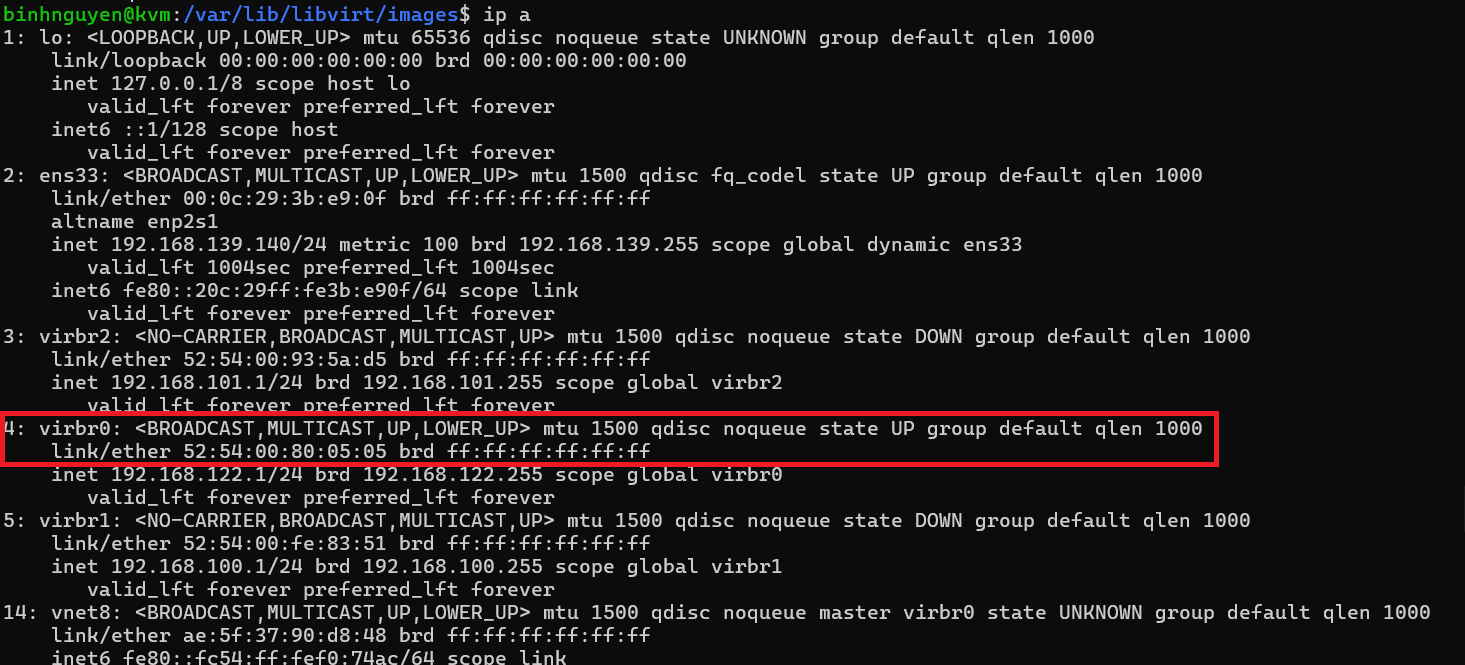 binhnguyen@kvm:/var/lib/libvirt/images$ ip a
1: lo: <LOOPBACK,UP,LOWER_UP> mtu 65536 qdisc noqueue state UNKNOWN group default qlen 1000
    link/loopback 00:00:00:00:00:00 brd 00:00:00:00:00:00
    inet 127.0.0.1/8 scope host lo
       valid_lft forever preferred_lft forever
    inet6 ::1/128 scope host
       valid_lft forever preferred_lft forever
2: ens33: <BROADCAST,MULTICAST,UP,LOWER_UP> mtu 1500 qdisc fq_codel state UP group default qlen 1000
    link/ether 00:0c:29:3b:e9:0f brd ff:ff:ff:ff:ff:ff
    altname enp2s1
    inet 192.168.139.140/24 metric 100 brd 192.168.139.255 scope global dynamic ens33
       valid_lft 1004sec preferred_lft 1004sec
    inet6 fe80::20c:29ff:fe3b:e90f/64 scope link
       valid_lft forever preferred_lft forever
3: virbr2: <NO-CARRIER,BROADCAST,MULTICAST,UP> mtu 1500 qdisc noqueue state DOWN group default qlen 1000
    link/ether 52:54:00:93:5a:d5 brd ff:ff:ff:ff:ff:ff
    inet 192.168.101.1/24 brd 192.168.101.255 scope global virbr2
       valid_lft forever preferred_lft forever
4: virbr0: <BROADCAST,MULTICAST,UP,LOWER_UP> mtu 1500 qdisc noqueue state UP group default qlen 1000
    link/ether 52:54:00:80:05:05 brd ff:ff:ff:ff:ff:ff
    inet 192.168.122.1/24 brd 192.168.122.255 scope global virbr0
       valid_lft forever preferred_lft forever
5: virbr1: <NO-CARRIER,BROADCAST,MULTICAST,UP> mtu 1500 qdisc noqueue state DOWN group default qlen 1000
    link/ether 52:54:00:fe:83:51 brd ff:ff:ff:ff:ff:ff
    inet 192.168.100.1/24 brd 192.168.100.255 scope global virbr1
       valid_lft forever preferred_lft forever
14: vnet8: <BROADCAST,MULTICAST,UP,LOWER_UP> mtu 1500 qdisc noqueue master virbr0 state UNKNOWN group default qlen 1000
    link/ether ae:5f:37:90:d8:48 brd ff:ff:ff:ff:ff:ff
    inet6 fe80::fc54:ff:fef0:74ac/64 scope link